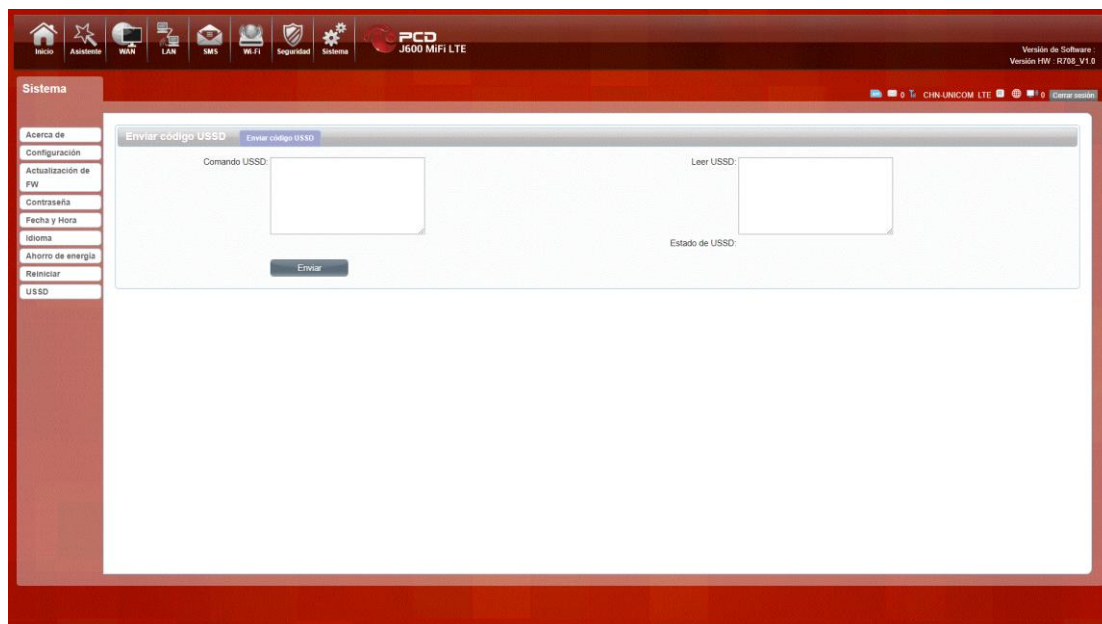 Inicio
Asistente
WAN
LAN
SMS
Wi-Fi
Seguridad
Sistema
PCD
J600 MiFi LTE
Versión de Software :
Versión HW : R708_V1.0
Sistema
0
CHN-UNICOM LTE
0
Cerrar sesión
Acerca de
Configuración
Actualización de
FW
Contraseña
Fecha y Hora
Idioma
Ahorro de energía
Reiniciar
USSD
Enviar código USSD
Enviar código USSD
Comando USSD:
Leer USSD:
Estado de USSD:
Enviar